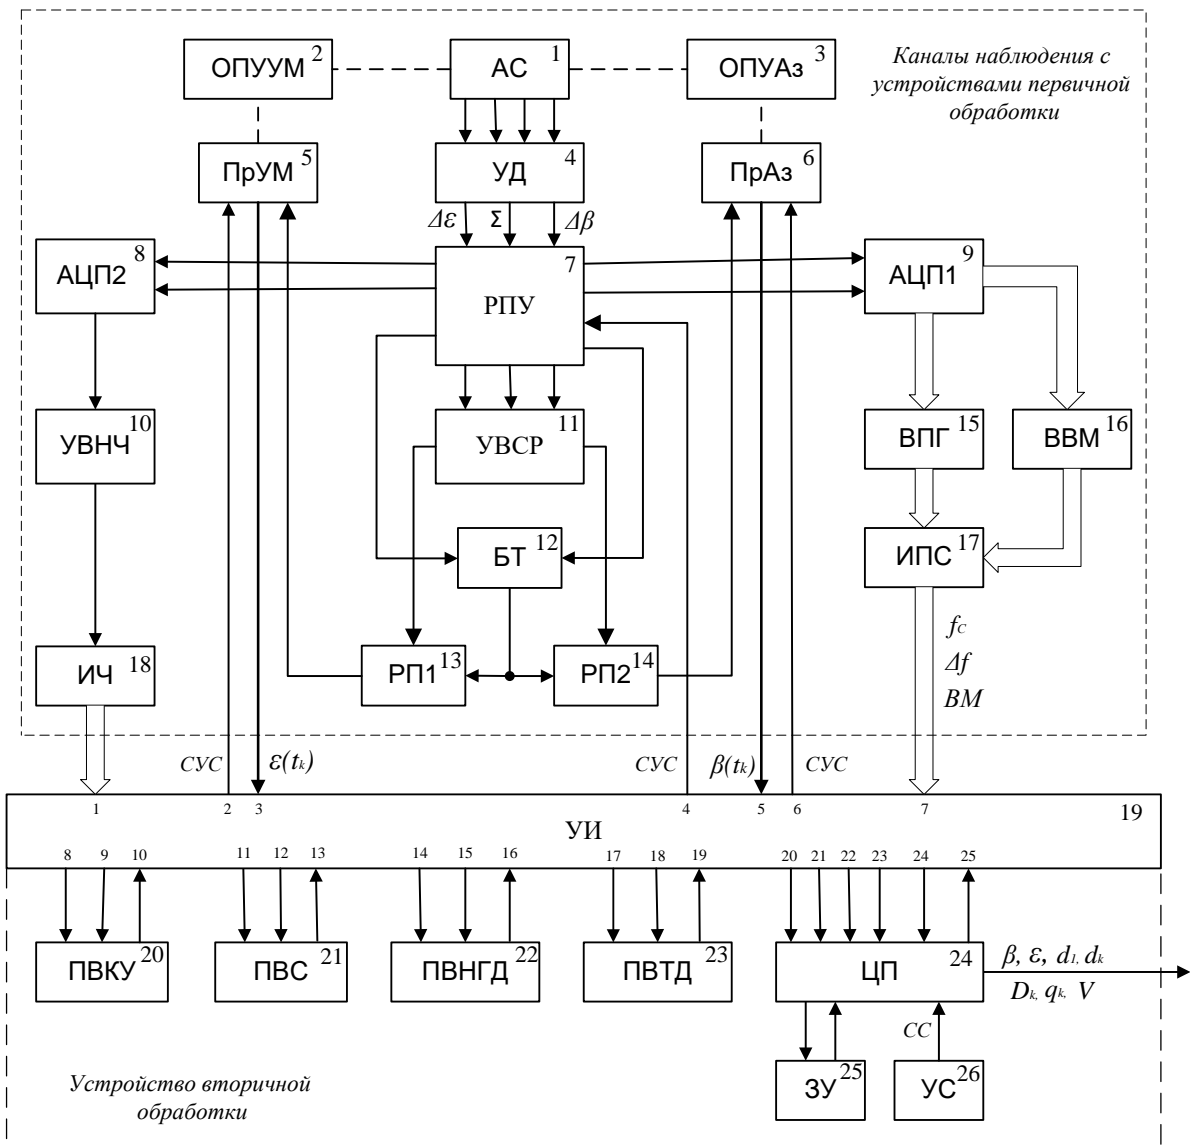 ОПУУМ 2
АС 1
ОПУАз 3
Каналы наблюдения с
устройствами первичной
обработки
ПрУМ 5
УД 4
ПрАз 6
Δε Σ Δβ
АЦП2 8
РПУ 7
АЦП1 9
УВНЧ 10
УВСР 11
ВПГ 15
ВВМ 16
БТ 12
ИПС 17
ИЧ 18
РП1 13
РП2 14
fc
Δf
ВМ
СУС ε(tk) СУС β(tk) СУС
1 2 3 4 5 6 7 19
УИ
8 9 10 11 12 13 14 15 16 17 18 19 20 21 22 23 24 25
ПВКУ 20
ПВС 21
ПВНГД 22
ПВТД 23
ЦП 24
β, ε, d1, dk
Dk, qk, V
СС
ЗУ 25
УС 26
Устройство вторичной
обработки